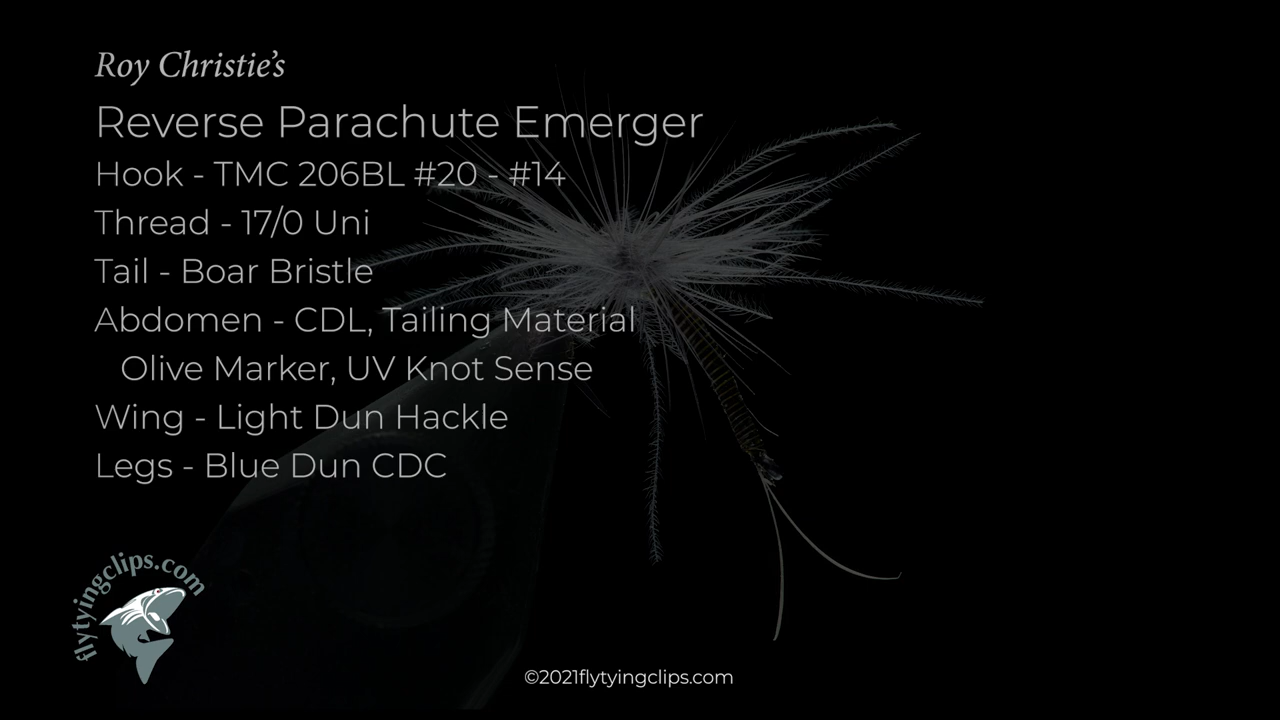 Roy Christie's
Reverse Parachute Emerger
Hook - TMC 206BL #20 - #14
Thread - 17/0 Uni
Tail - Boar Bristle
Abdomen - CDL, Tailing Material
Olive Marker, UV Knot Sense
Wing - Light Dun Hackle
Legs - Blue Dun CDC
flytyingclips.com
©2021flytyingclips.com